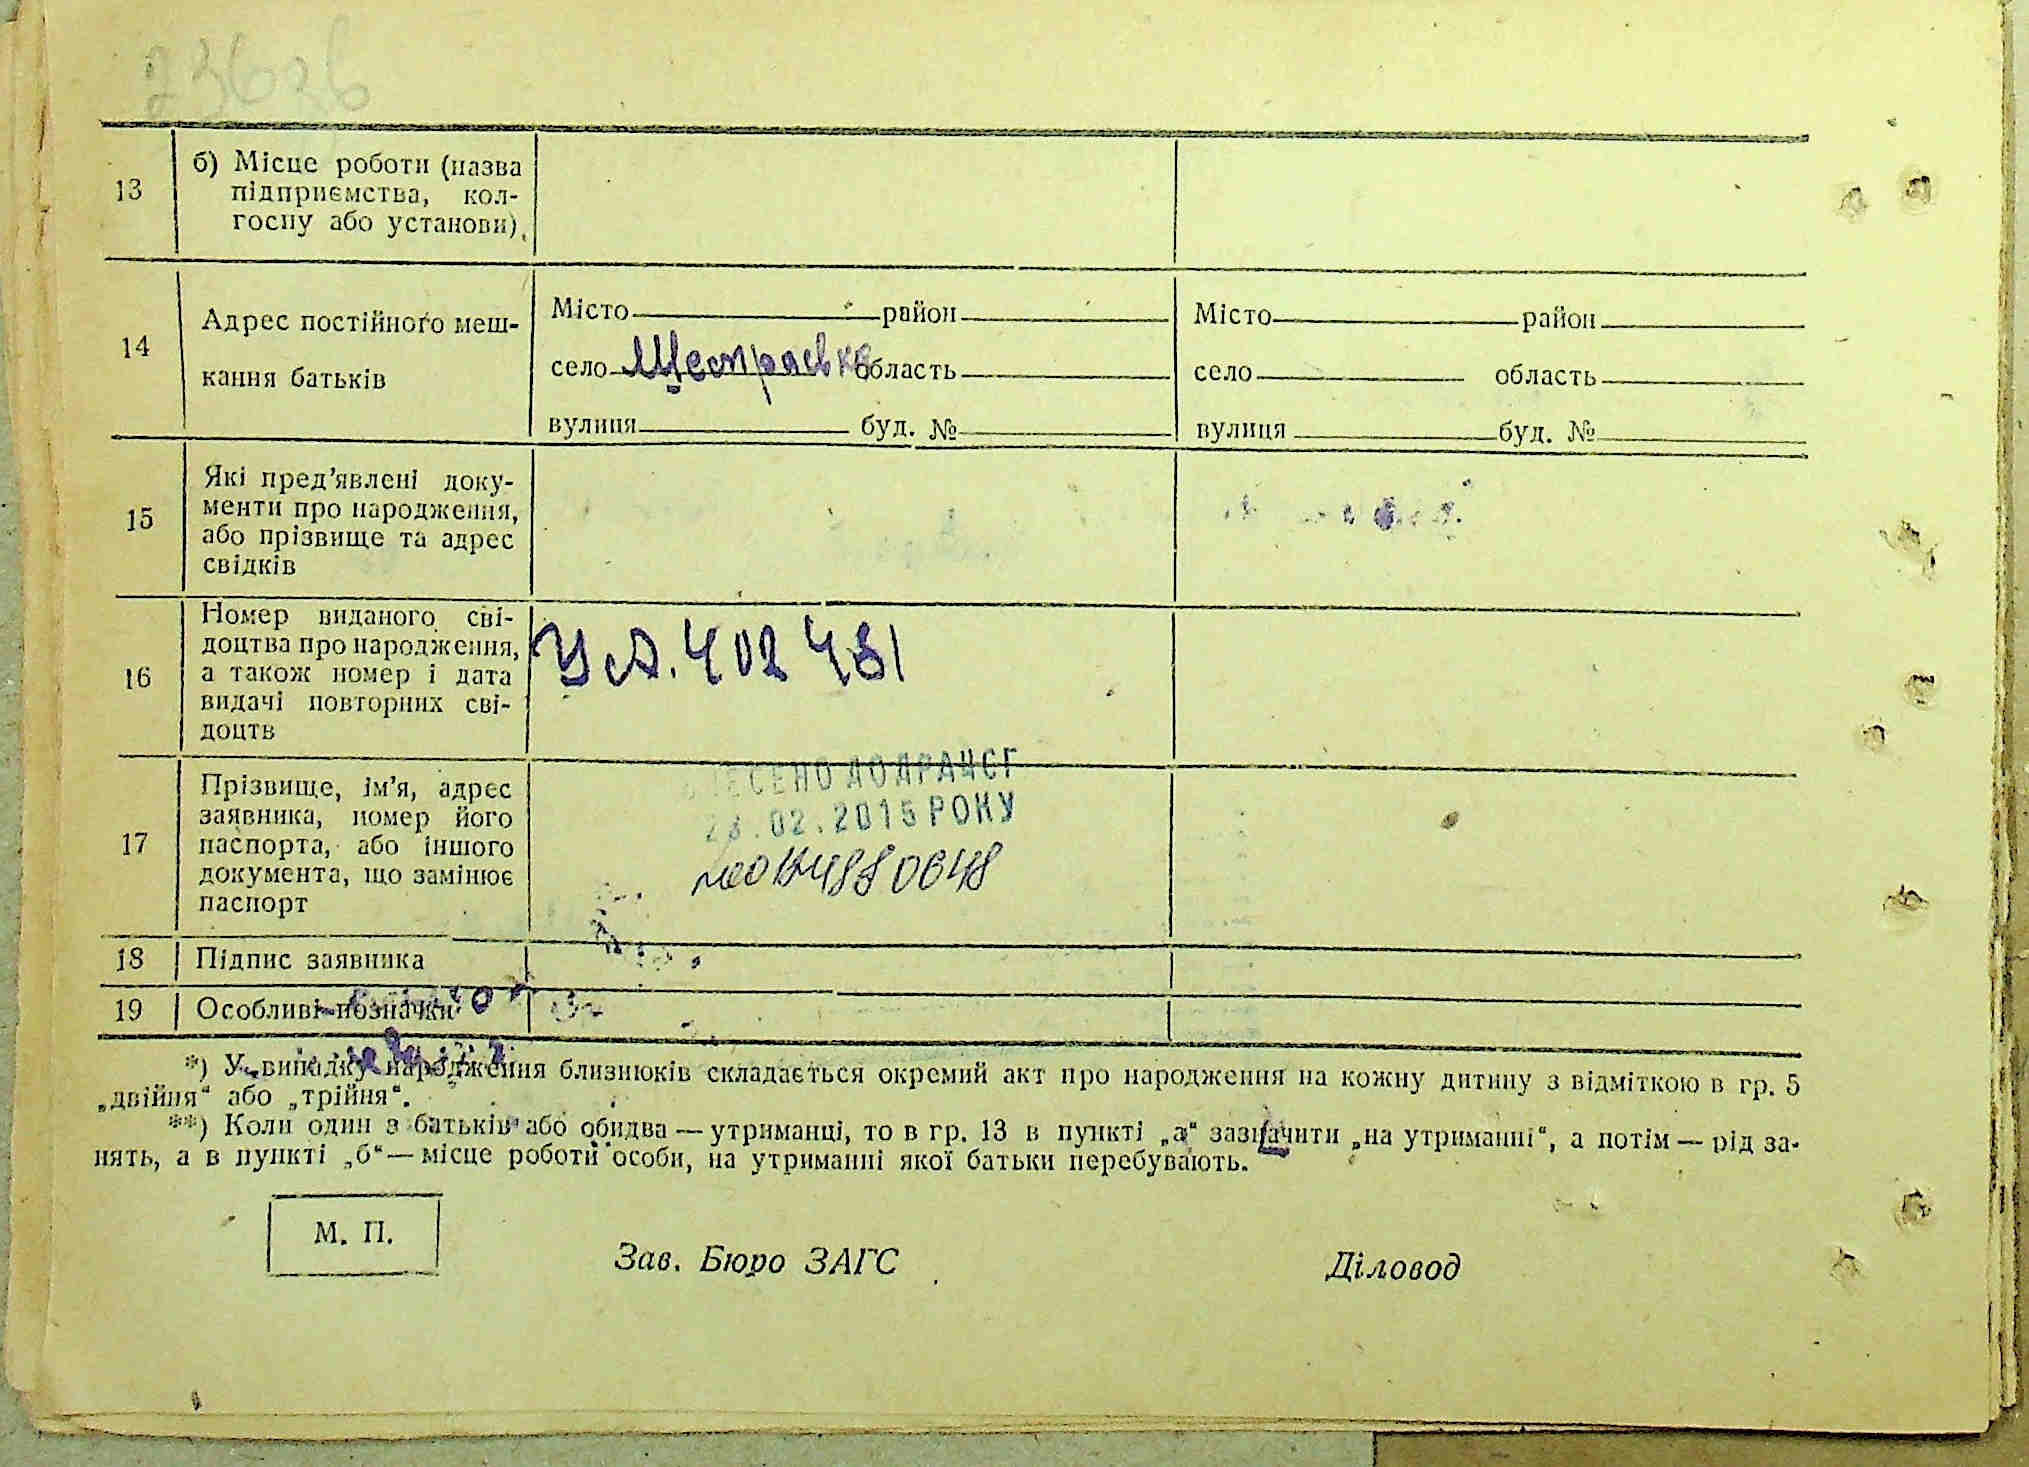 23636
13
б) Місце роботи (назва
підприємства, кол-
госпу або установи)
14
Адрес постійного меш-
кання батьків
Місто район
село область
вулиця буд. №
Місто район
село область
вулиця буд. №
15
Які пред'явлені доку-
менти про народження,
або прізвище та адрес
свідків
16
Номер виданого сві-
доцтва про народження,
а також номер і дата
видачі повторних сві-
доцтв
УА. 402 431
17
Прізвище, ім'я, адрес
заявника, номер його
паспорта, або іншого
документа, що замінює
паспорт
ВНЕСЕНО ДО ДРАЦСГ
.02.2015 РОКУ
18
Підпис заявника
19
Особливі позначки
*) У випадку народження близнюків складається окремий акт про народження на кожну дитину з відміткою в гр. 5
„двійня“ або „трійня“.
**) Коли один з батьків або обидва — утриманці, то в гр. 13 в пункті „а“ зазначити „на утриманні“, а потім — рід за-
нять, а в пункті „б“ — місце роботи особи, на утриманні якої батьки перебувають.
М. П.
Зав. Бюро ЗАГС
Діловод